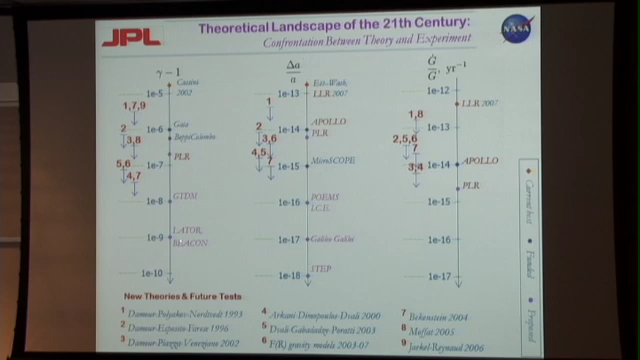 JPL
Theoretical Landscape of the 21th Century:
Confrontation Between Theory and Experiment
NASA
γ − 1
Cassini
2002
1e-5
1,7,9
1e-6
Gaia
2
BepiColombo
3,8
PLR
1e-7
5,6
4,7
1e-8
GTDM
1e-9
LATOR,
BEACON
1e-10
Δa
a
Eöt-Wash,
LLR 2007
1e-13
1
1e-14
APOLLO
PLR
2
3,6
4,5
7
1e-15
MicroSCOPE
1e-16
POEMS
I.C.E.
1e-17
Galileo Galilei
1e-18
STEP
Ġ
G
, yr⁻¹
1e-12
LLR 2007
1,8
1e-13
2,5,6
7
3,4
1e-14
APOLLO
PLR
1e-15
1e-16
1e-17
Current best
Funded
Proposed
New Theories & Future Tests
1 Damour-Polyakov-Nordtvedt 1993
2 Damour-Esposito-Farese 1996
3 Damour-Piazza-Veneziano 2002
4 Arkani-Dimopoulos-Dvali 2000
5 Dvali-Gabadadze-Porrati 2003
6 F(R) gravity models 2003-07
7 Bekenstein 2004
8 Moffat 2005
9 Jaekel-Reynaud 2006